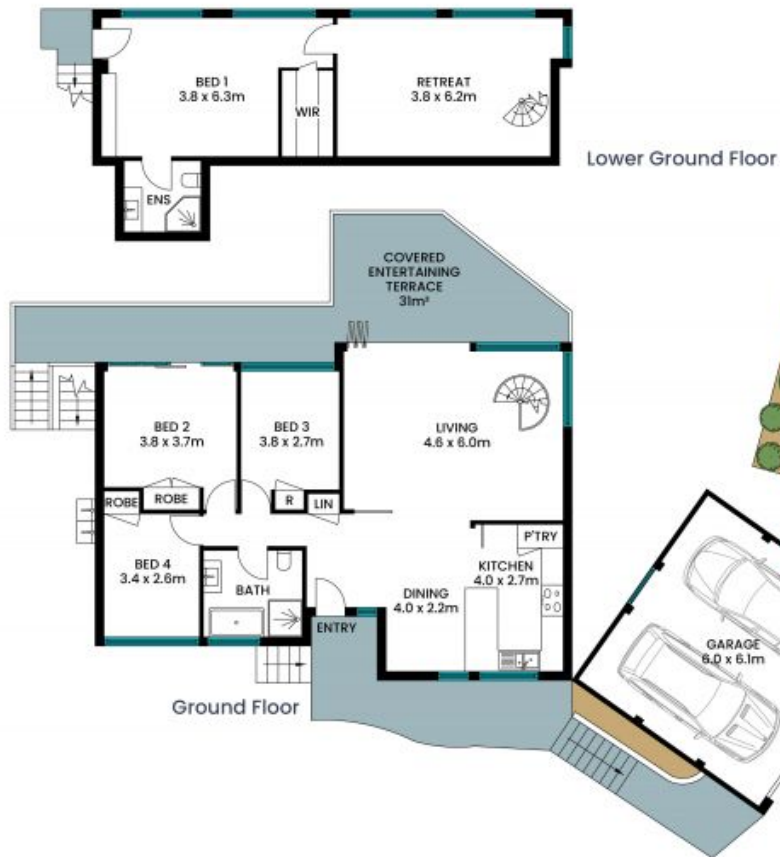 BED 1
3.8 x 6.3m
WIR
RETREAT
3.8 x 6.2m
ENS
Lower Ground Floor
COVERED
ENTERTAINING
TERRACE
31m²
BED 2
3.8 x 3.7m
BED 3
3.8 x 2.7m
LIVING
4.6 x 6.0m
ROBE
ROBE
R
LIN
BED 4
3.4 x 2.6m
BATH
P'TRY
KITCHEN
4.0 x 2.7m
DINING
4.0 x 2.2m
ENTRY
GARAGE
6.0 x 6.1m
Ground Floor